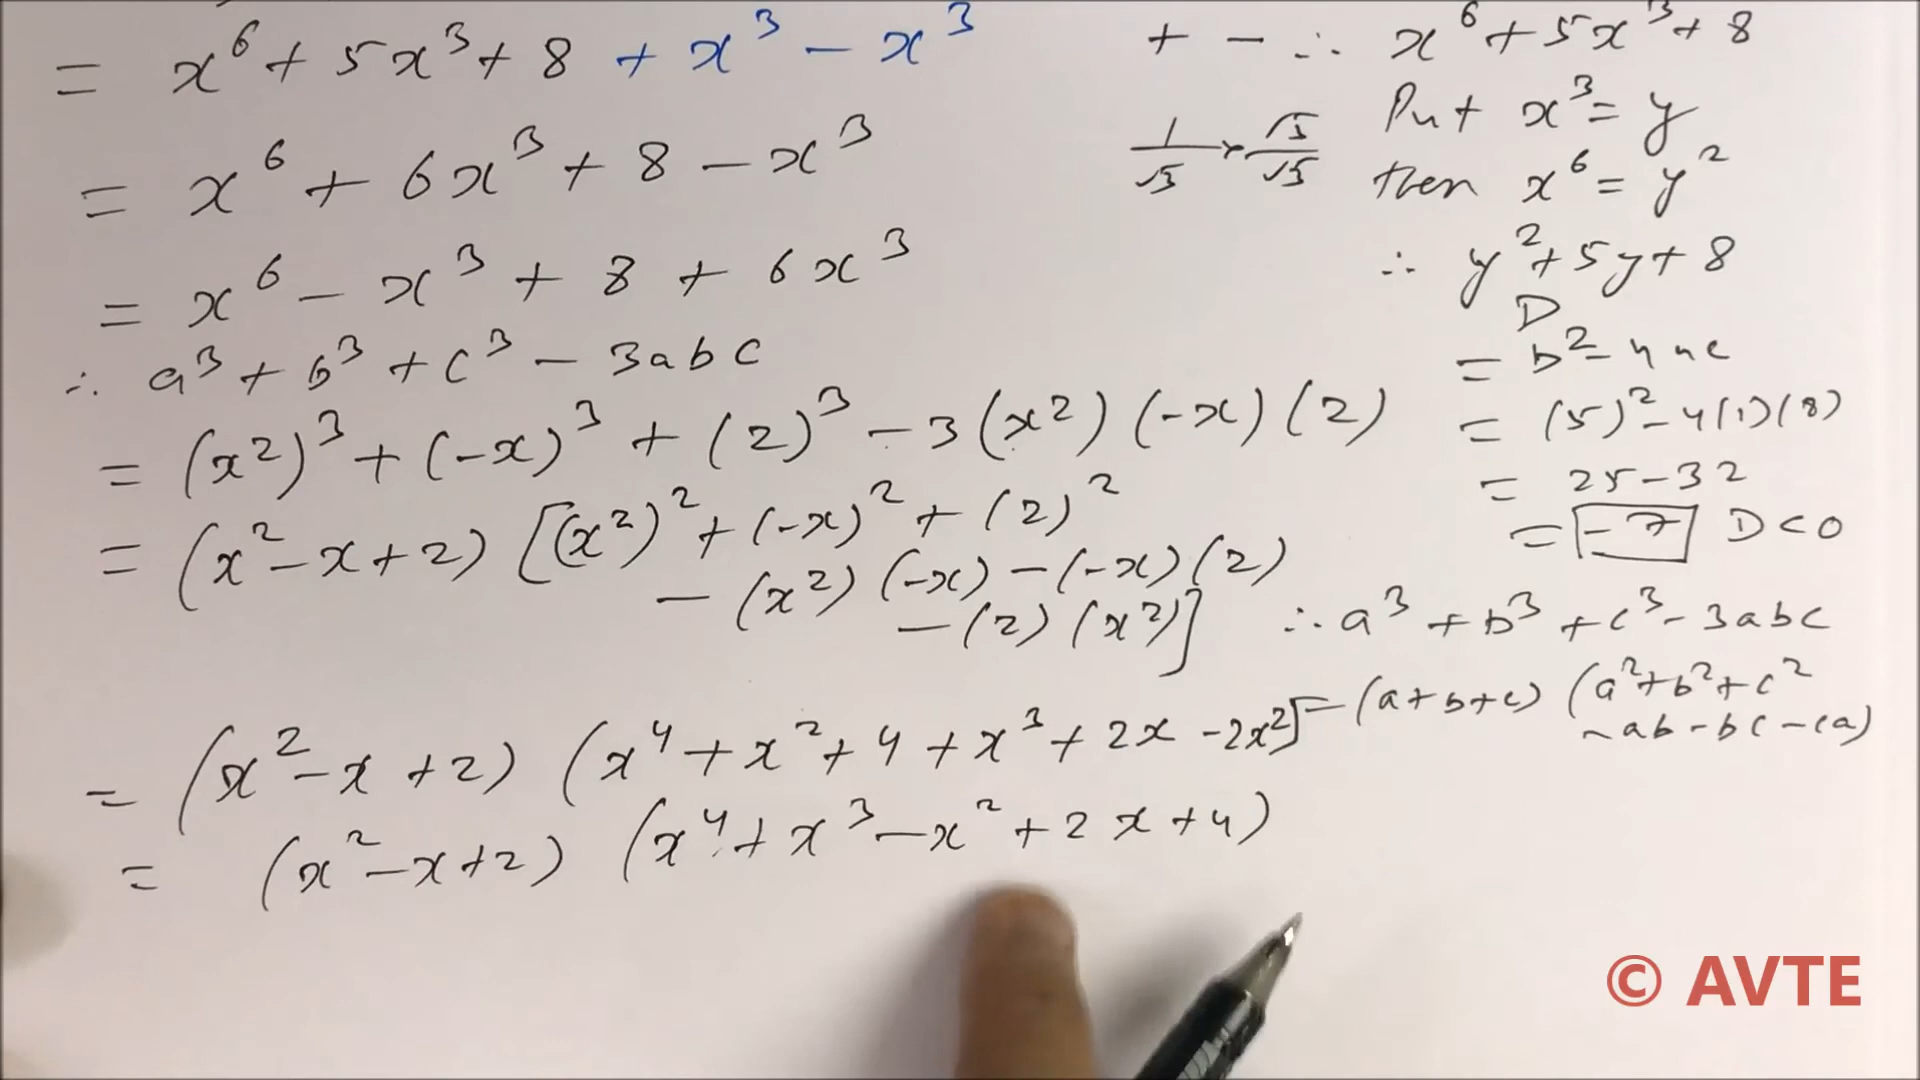 = x⁶ + 5x³ + 8 + x³ - x³
= x⁶ + 6x³ + 8 - x³
= x⁶ - x³ + 8 + 6x³
∴ a³ + b³ + c³ - 3abc
= (x²)³ + (-x)³ + (2)³ - 3(x²)(-x)(2)
= (x² - x + 2) [(x²)² + (-x)² + (2)²
- (x²)(-x) - (-x)(2)
- (2)(x²)]
= (x² - x + 2) (x⁴ + x² + 4 + x³ + 2x - 2x²]
= (x² - x + 2) (x⁴ + x³ - x² + 2x + 4)
+ - ∴ x⁶ + 5x³ + 8
Put x³ = y
then x⁶ = y²
∴ y² + 5y + 8
D
= b² - 4ac
= (5)² - 4(1)(8)
= 25 - 32
= -7 D < 0
∴ a³ + b³ + c³ - 3abc
= (a + b + c) (a² + b² + c²
- ab - bc - ca)
© AVTE